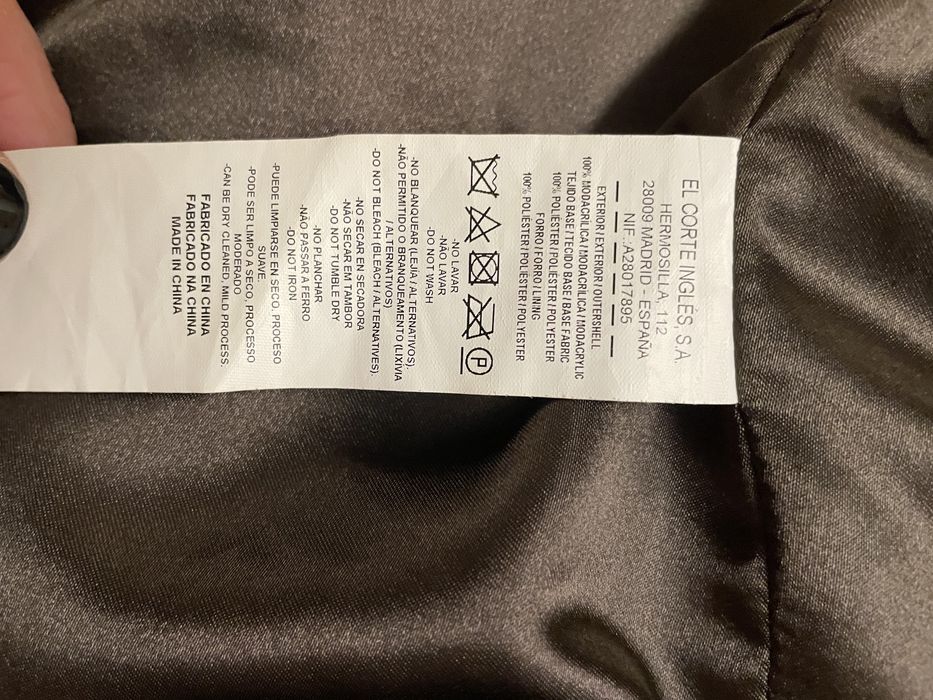 EL CORTE INGLÉS, S.A.
HERMOSILLA, 112
28009 MADRID - ESPAÑA
NIF.:A28017895
EXTERIOR/EXTERIOR/OUTERSHELL
100% MODACRÍLICA / MODACRILICA / MODACRYLIC
TEJIDO BASE / TECIDO BASE / BASE FABRIC
100% POLIÉSTER / POLIÉSTER / POLYESTER
FORRO / FORRO / LINING
100% POLIÉSTER / POLIÉSTER / POLYESTER
P
-NO LAVAR
-NÃO LAVAR
-DO NOT WASH
-NO BLANQUEAR (LEJÍA / ALTERNATIVOS).
-NÃO PERMITIDO O BRANQUEAMENTO (LIXIVIA
/ ALTERNATIVOS)
-DO NOT BLEACH (BLEACH / ALTERNATIVES).
-NO SECAR EN SECADORA
-NÃO SECAR EM TAMBOR
-DO NOT TUMBLE DRY
-NO PLANCHAR
-NÃO PASSAR A FERRO
-DO NOT IRON
-PUEDE LIMPIARSE EN SECO, PROCESO
SUAVE.
-PODE SER LIMPO A SECO, PROCESSO
MODERADO
-CAN BE DRY CLEANED, MILD PROCESS.
FABRICADO EN CHINA
FABRICADO NA CHINA
MADE IN CHINA